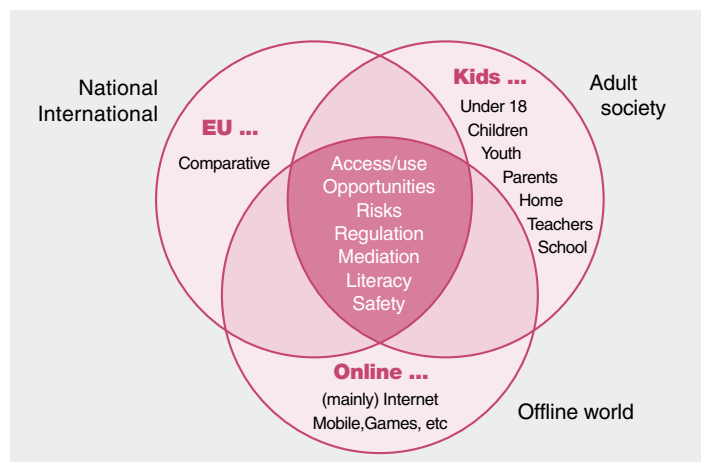 National
International
EU ...
Comparative
Kids ...
Under 18
Children
Youth
Parents
Home
Teachers
School
Adult
society
Access/use
Opportunities
Risks
Regulation
Mediation
Literacy
Safety
Online ...
(mainly) Internet
Mobile,Games, etc
Offline world